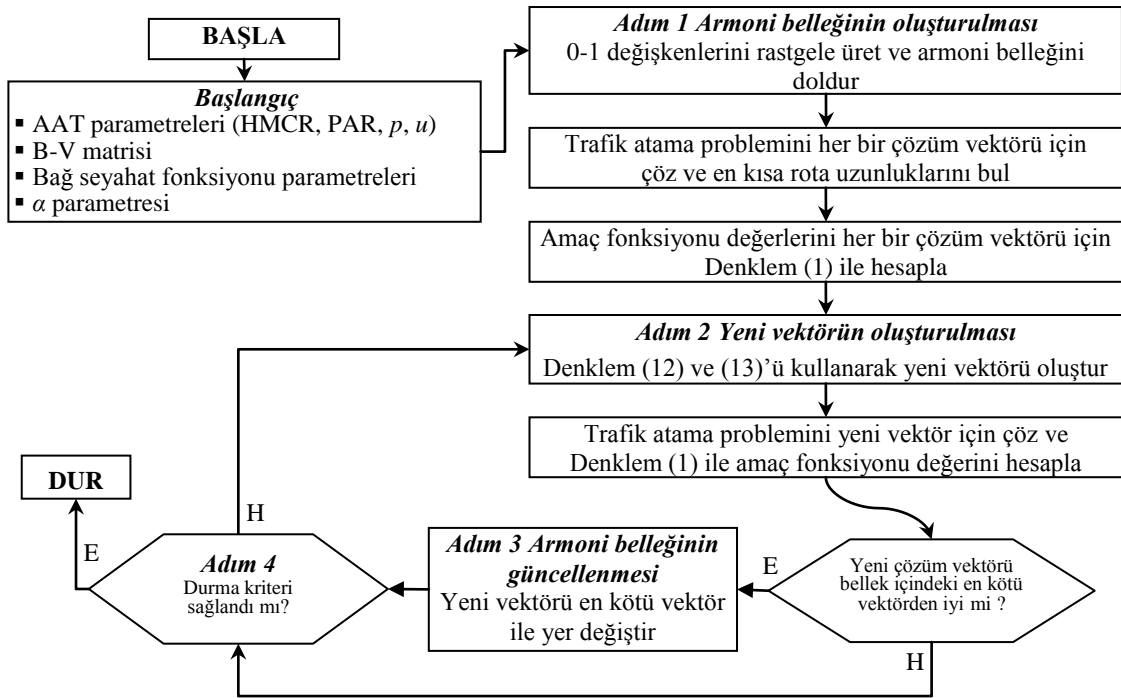 BAŞLA
Başlangıç
▪ AAT parametreleri (HMCR, PAR, p, u)
▪ B-V matrisi
▪ Bağ seyahat fonksiyonu parametreleri
▪ α parametresi
Adım 1 Armoni belleğinin oluşturulması
0-1 değişkenlerini rastgele üret ve armoni belleğini
doldur
Trafik atama problemini her bir çözüm vektörü için
çöz ve en kısa rota uzunluklarını bul
Amaç fonksiyonu değerlerini her bir çözüm vektörü için
Denklem (1) ile hesapla
Adım 2 Yeni vektörün oluşturulması
Denklem (12) ve (13)’ü kullanarak yeni vektörü oluştur
Trafik atama problemini yeni vektör için çöz ve
Denklem (1) ile amaç fonksiyonu değerini hesapla
Yeni çözüm vektörü
bellek içindeki en kötü
vektörden iyi mi ?
E
H
Adım 3 Armoni belleğinin
güncellenmesi
Yeni vektörü en kötü vektör
ile yer değiştir
Adım 4
Durma kriteri
sağlandı mı?
H
E
DUR